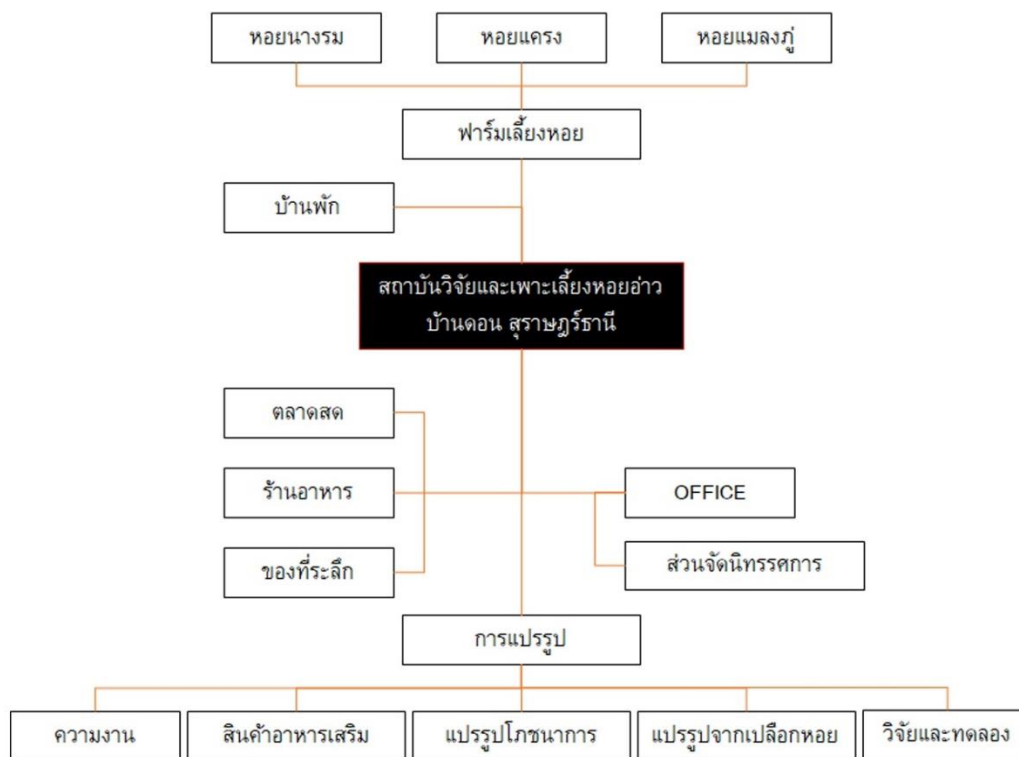 หอยนางรม
หอยแครง
หอยแมลงภู่
ฟาร์มเลี้ยงหอย
บ้านพัก
สถาบันวิจัยและเพาะเลี้ยงหอยอ่าว
บ้านดอน สุราษฎร์ธานี
ตลาดสด
ร้านอาหาร
OFFICE
ของที่ระลึก
ส่วนจัดนิทรรศการ
การแปรรูป
ความงาน
สินค้าอาหารเสริม
แปรรูปโภชนาการ
แปรรูปจากเปลือกหอย
วิจัยและทดลอง